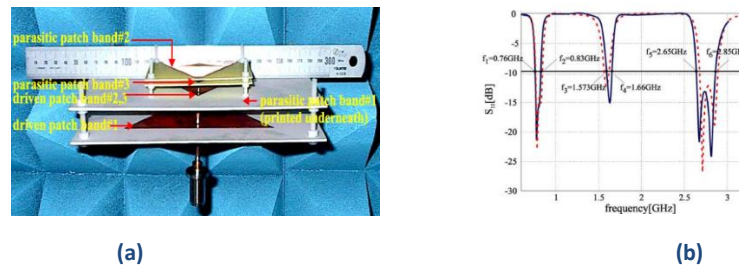 parasitic patch band#2
100
300
parasitic patch band#3
driven patch band#2,3
parasitic patch band#1
(printed underneath)
driven patch band#1
(a)
0
-5
-10
-15
-20
-25
-30
S11[dB]
f1=0.76GHz
f2=0.83GHz
f3=1.573GHz
f4=1.66GHz
f5=2.65GHz
f6=2.85GHz
1
1.5
2
2.5
3
frequency[GHz]
(b)